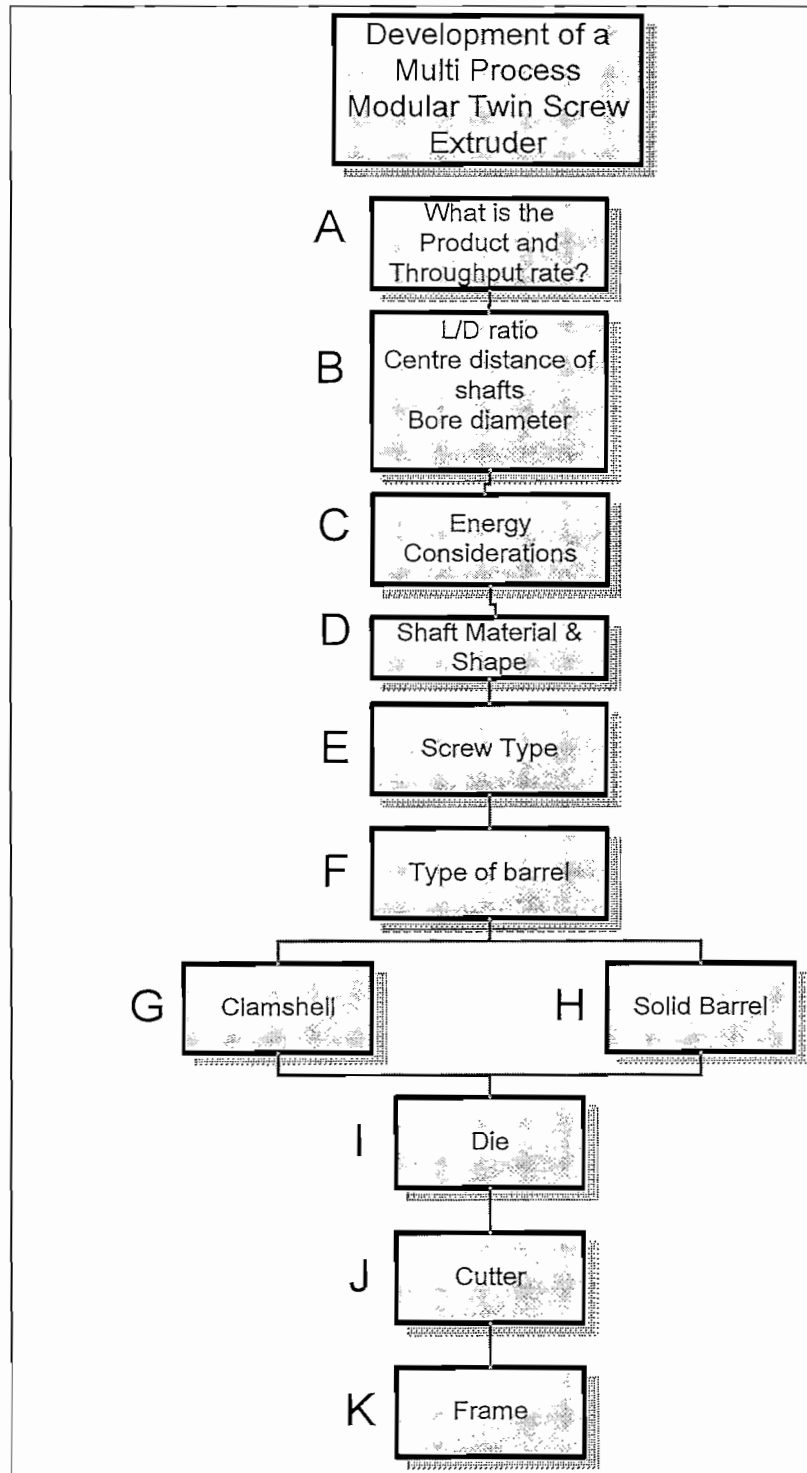 Development of a
Multi Process
Modular Twin Screw
Extruder
A
What is the
Product and
Throughput rate?
B
L/D ratio
Centre distance of
shafts
Bore diameter
C
Energy
Considerations
D
Shaft Material &
Shape
E
Screw Type
F
Type of barrel
G
Clamshell
H
Solid Barrel
I
Die
J
Cutter
K
Frame